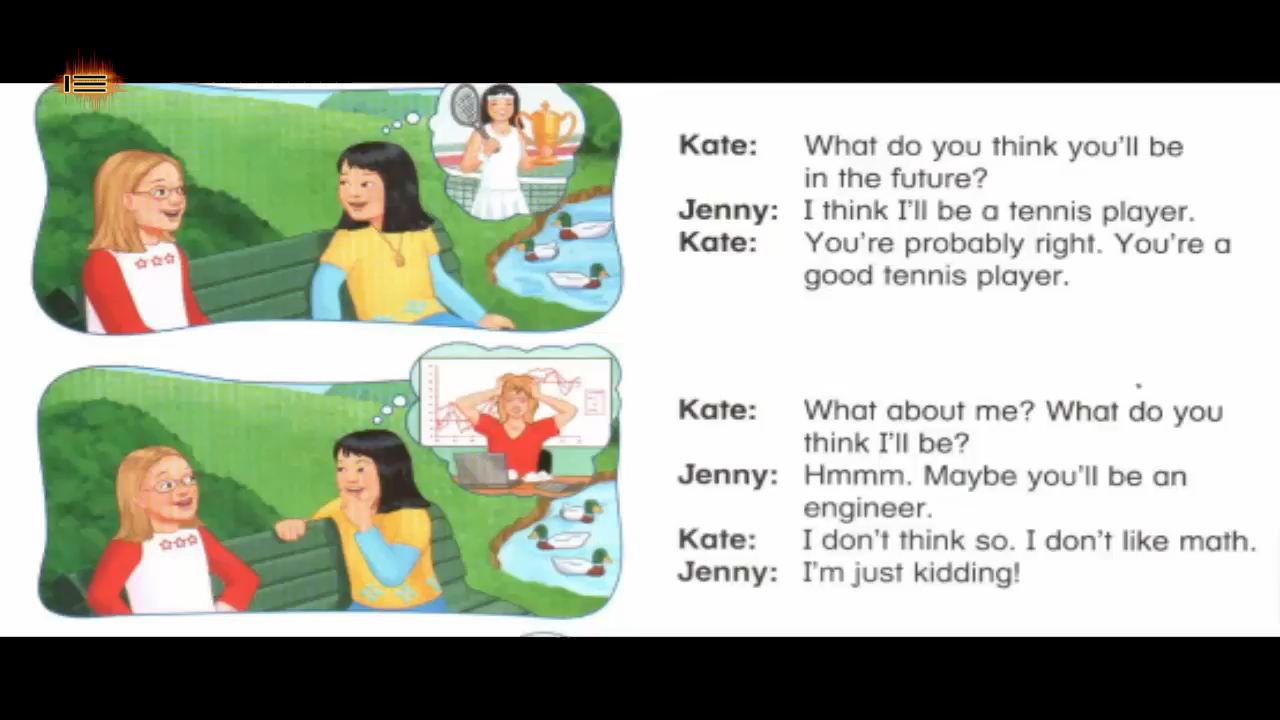 Kate: What do you think you'll be
in the future?
Jenny: I think I'll be a tennis player.
Kate: You're probably right. You're a
good tennis player.
Kate: What about me? What do you
think I'll be?
Jenny: Hmmm. Maybe you'll be an
engineer.
Kate: I don't think so. I don't like math.
Jenny: I'm just kidding!